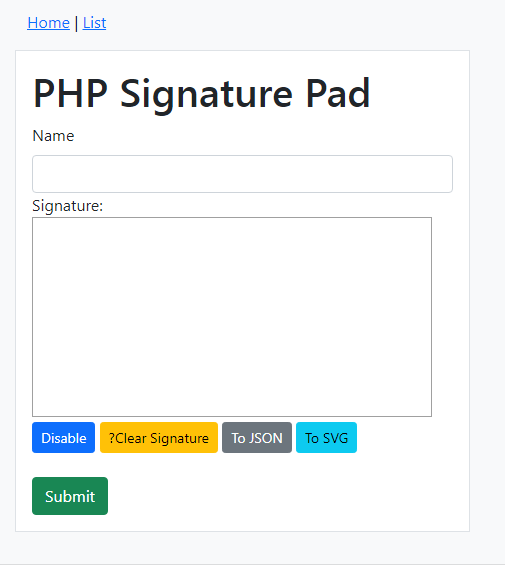 Home | List
PHP Signature Pad
Name
Signature:
Disable ?Clear Signature To JSON To SVG
Submit